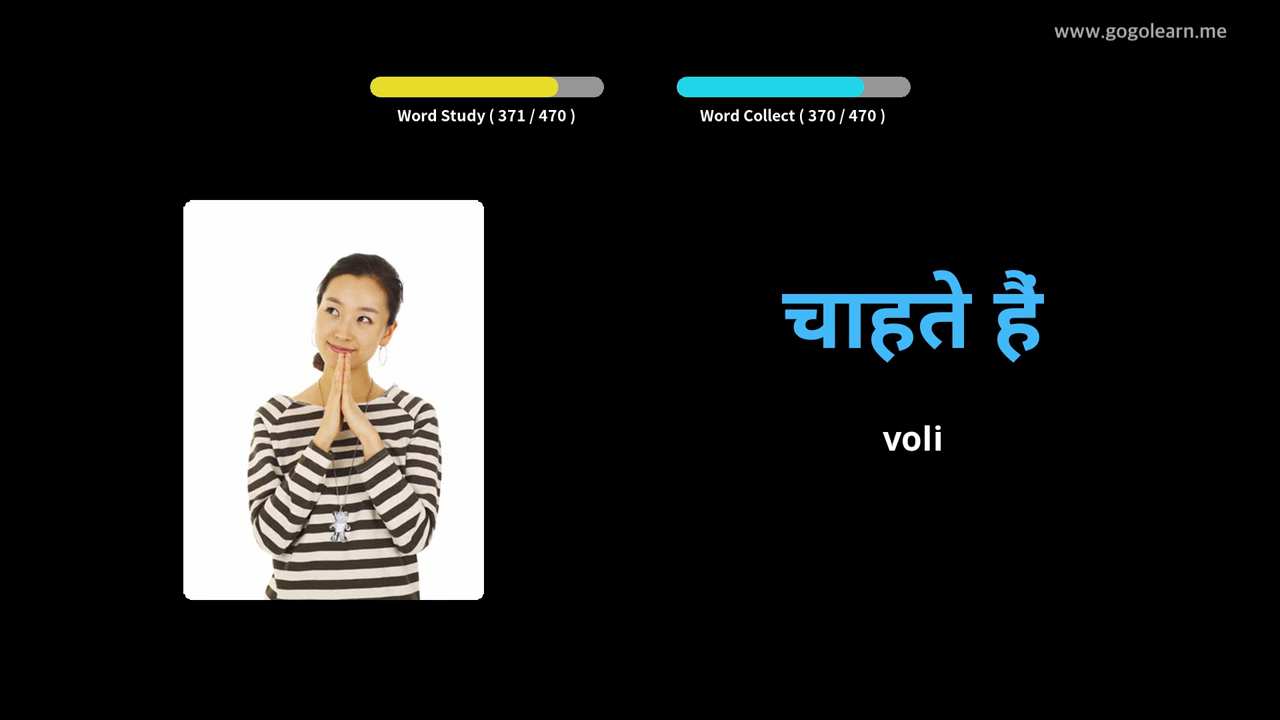 www.gogolearn.me
Word Study ( 371 / 470 )
Word Collect ( 370 / 470 )
चाहते हैं
voli